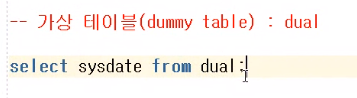 -- 가상 테이블(dummy table) : dual
select sysdate from dual;